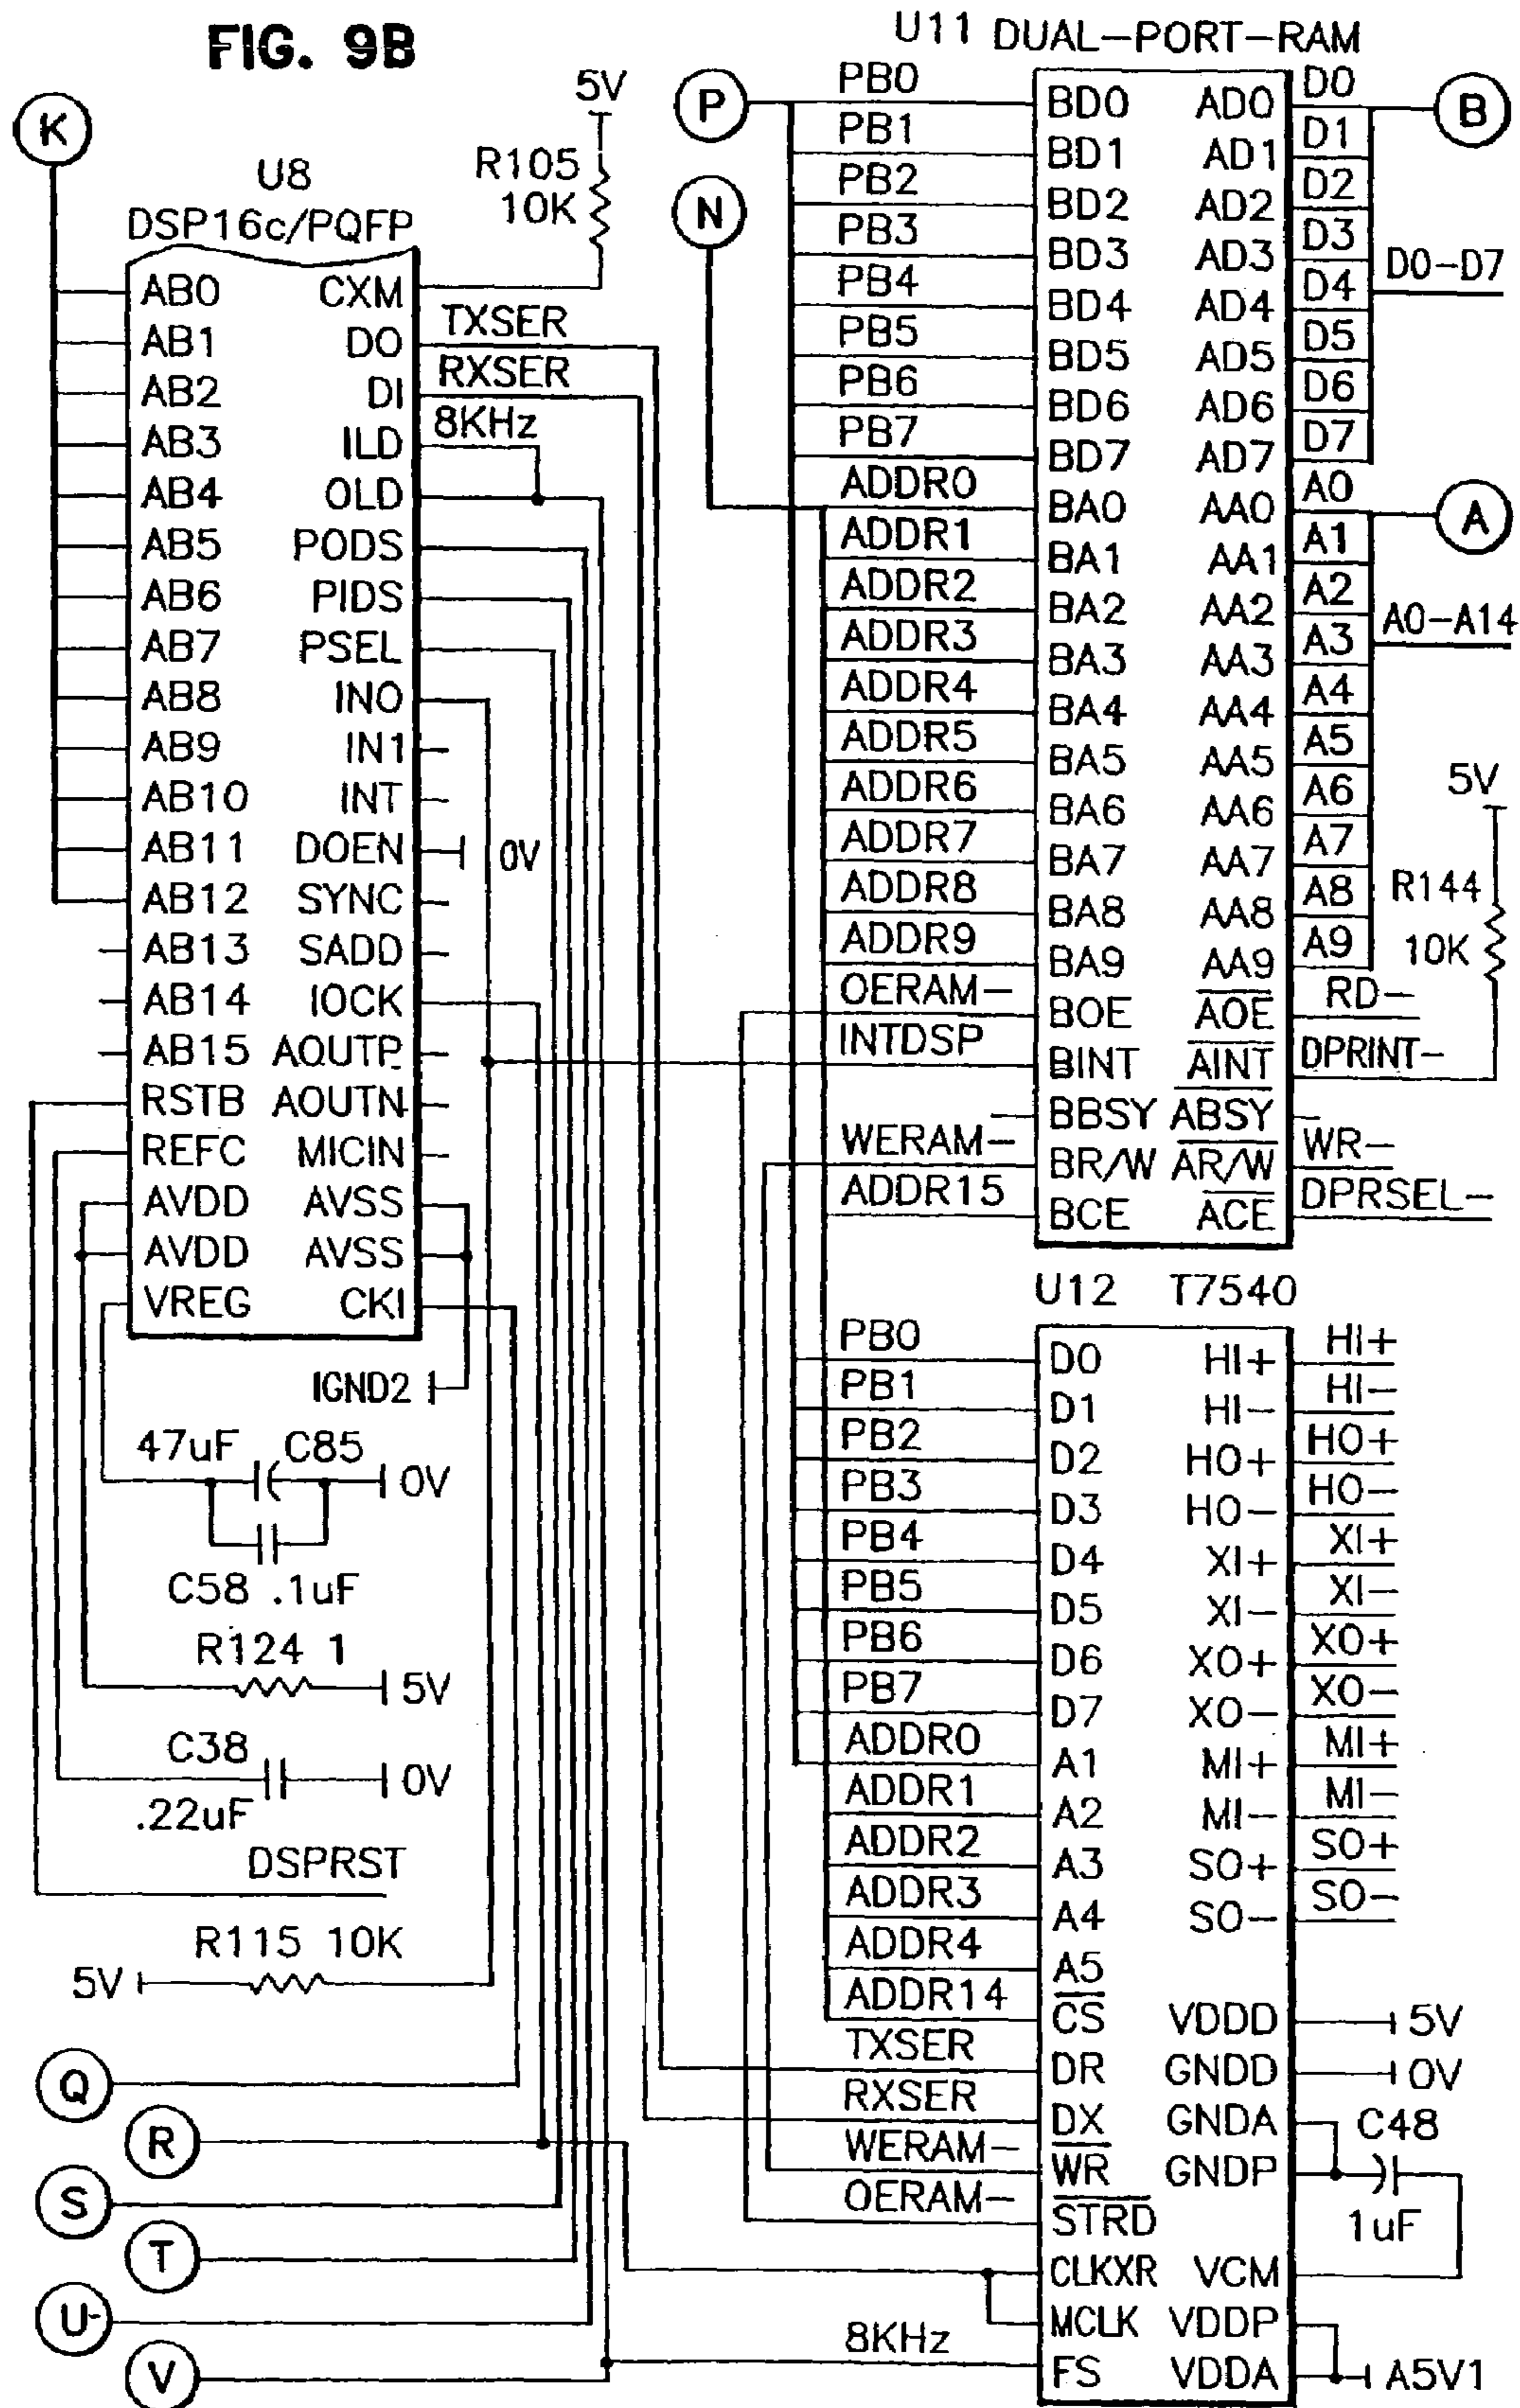 FIG. 9B
K
U8
DSP16c/PQFP
5V
R105
10K
AB0 CXM
AB1 DO TXSER
AB2 DI RXSER
AB3 ILD 8KHz
AB4 OLD
AB5 PODS
AB6 PIDS
AB7 PSEL
AB8 INO
AB9 IN1
AB10 INT
AB11 DOEN 0V
AB12 SYNC
AB13 SADD
AB14 IOCK
AB15 AOUTP
RSTB AOUTN
REFC MICIN
AVDD AVSS
AVDD AVSS
VREG CKI
IGND2
47uF C85 0V
C58 .1uF
R124 1
5V
C38
0V
.22uF
DSPRST
R115 10K
5V
Q
R
S
T
U
V
U11 DUAL-PORT-RAM
P
N
PB0 BD0 AD0 D0 B
PB1 BD1 AD1 D1
PB2 BD2 AD2 D2
PB3 BD3 AD3 D3
D0-D7
PB4 BD4 AD4 D4
PB5 BD5 AD5 D5
PB6 BD6 AD6 D6
PB7 BD7 AD7 D7
ADDR0 BA0 AA0 A0 A
ADDR1 BA1 AA1 A1
ADDR2 BA2 AA2 A2
A0-A14
ADDR3 BA3 AA3 A3
ADDR4 BA4 AA4 A4
ADDR5 BA5 AA5 A5
ADDR6 BA6 AA6 A6
ADDR7 BA7 AA7 A7
ADDR8 BA8 AA8 A8
ADDR9 BA9 AA9 A9
5V
R144
10K
OERAM- BOE AOE RD-
INTDSP BINT AINT DPRINT-
BBSY ABSY
WERAM- BR/W AR/W WR-
ADDR15 BCE ACE DPRSEL-
U12 T7540
PB0 D0 HI+ HI+
PB1 D1 HI- HI-
PB2 D2 HO+ HO+
PB3 D3 HO- HO-
PB4 D4 XI+ XI+
PB5 D5 XI- XI-
PB6 D6 XO+ XO+
PB7 D7 XO- XO-
ADDR0 A1 MI+ MI+
ADDR1 A2 MI- MI-
ADDR2 A3 SO+ SO+
ADDR3 A4 SO- SO-
ADDR4 A5
ADDR14 CS VDDD 5V
TXSER DR GNDD 0V
RXSER DX GNDA C48
WERAM- WR GNDP
1uF
OERAM- STRD
CLKXR VCM
MCLK VDDP
8KHz FS VDDA A5V1